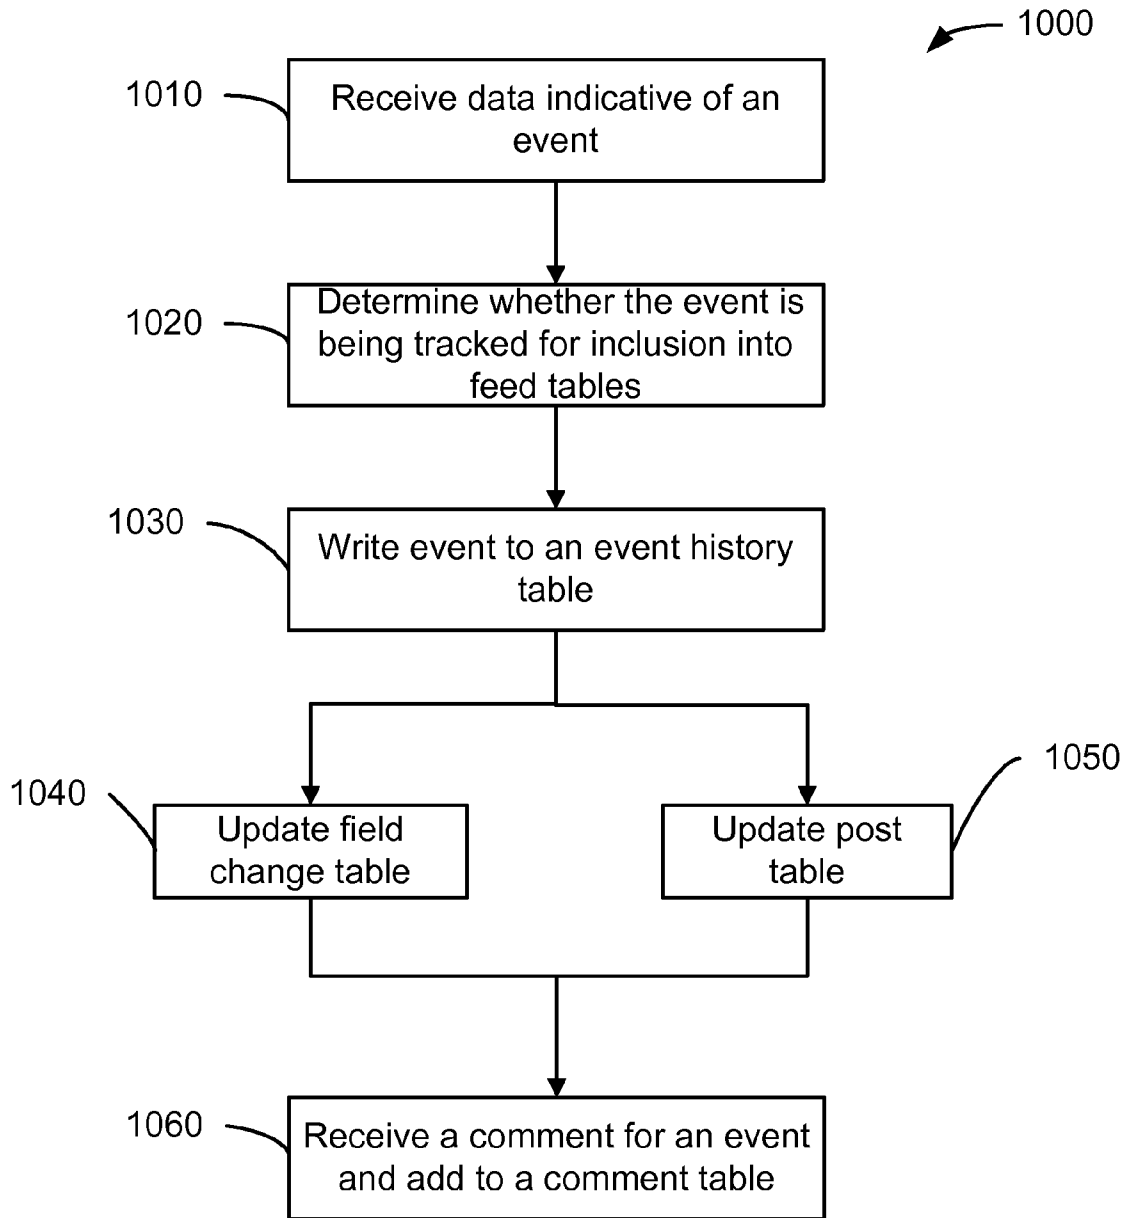 1000
1010
Receive data indicative of an
event
1020
Determine whether the event is
being tracked for inclusion into
feed tables
1030
Write event to an event history
table
1040
Update field
change table
1050
Update post
table
1060
Receive a comment for an event
and add to a comment table